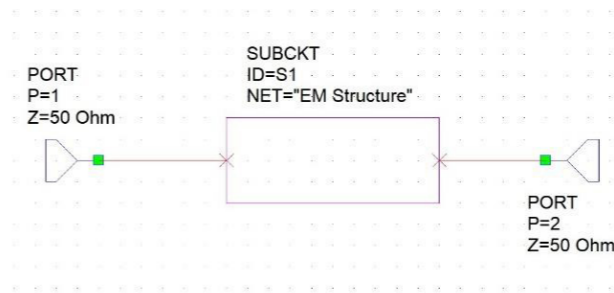 SUBCKT
ID=S1
NET="EM Structure"
PORT
P=1
Z=50 Ohm
PORT
P=2
Z=50 Ohm